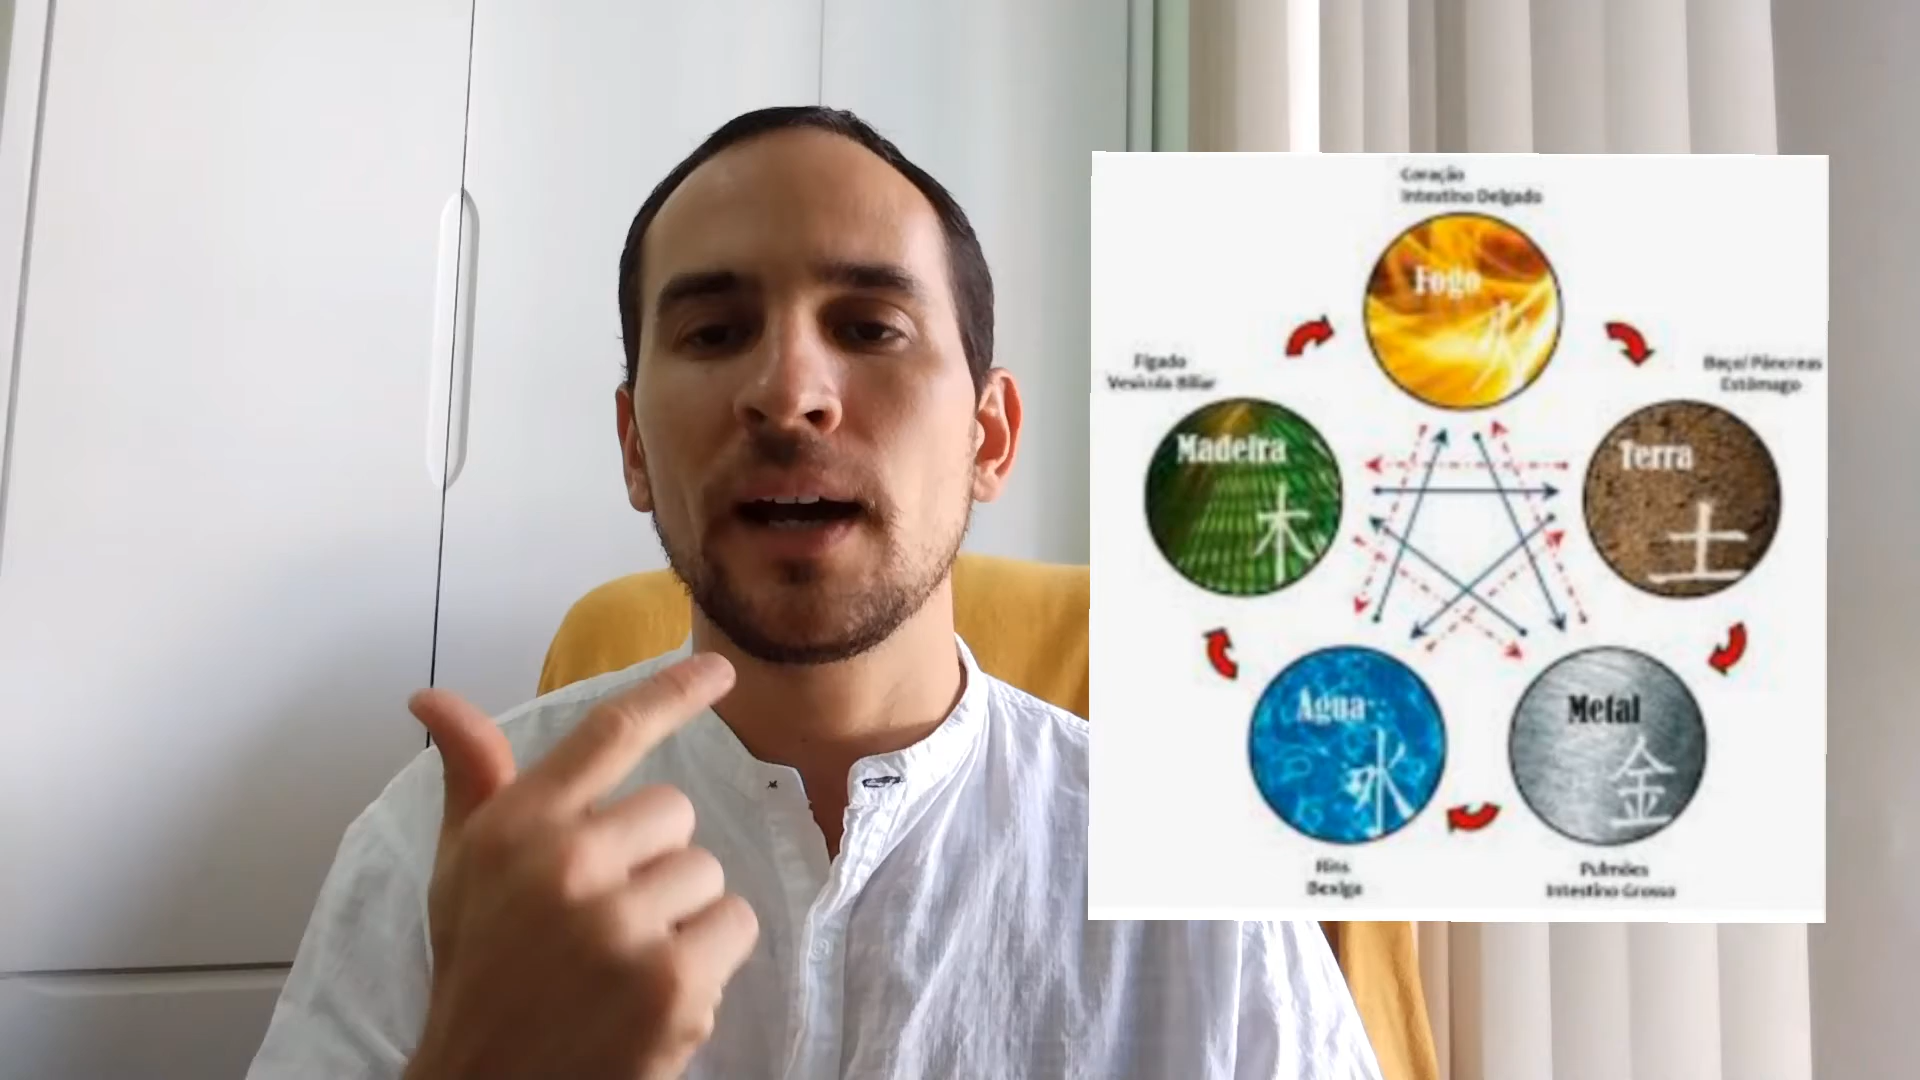 Coração
Intestino Delgado
Fogo
火
Fígado
Vesícula Biliar
Baço/ Pâncreas
Estômago
Madeira
木
Terra
土
Água
水
Metal
金
Rins
Bexiga
Pulmões
Intestino Grosso